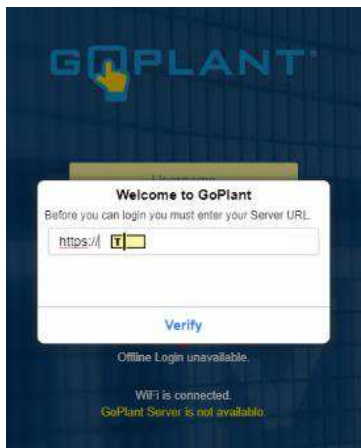 GOPLANT
Username
Welcome to GoPlant
Before you can login you must enter your Server URL.
https://
T
Verify
Offline Login unavailable.
WiFi is connected.
GoPlant Server is not available.